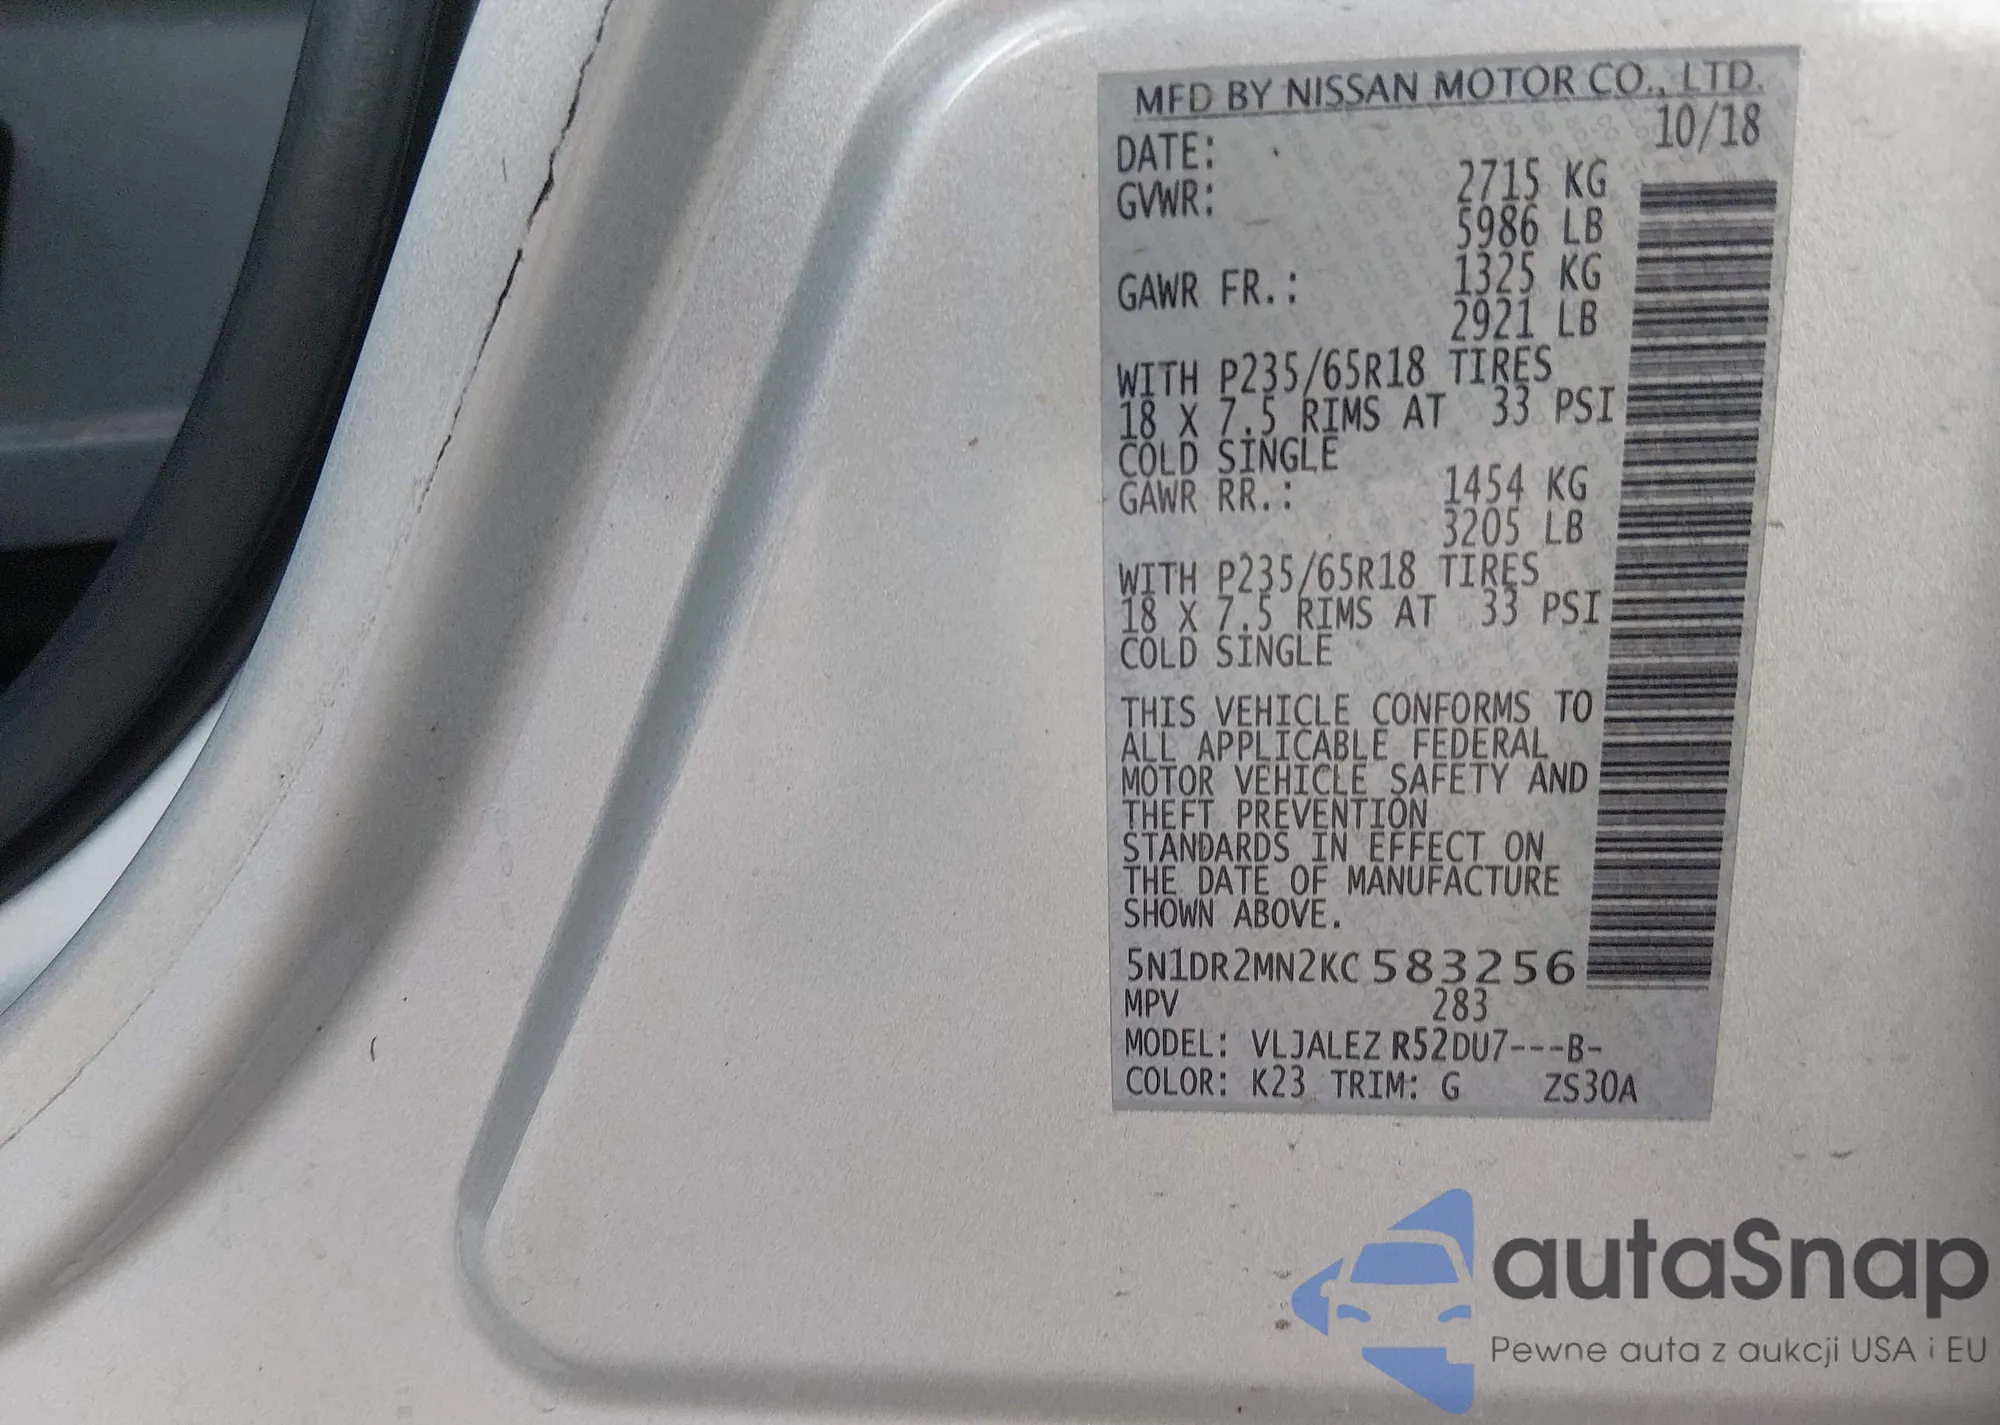 MFD BY NISSAN MOTOR CO., LTD.
DATE: 10/18
GVWR: 2715 KG
5986 LB
GAWR FR.: 1325 KG
2921 LB
WITH P235/65R18 TIRES
18 X 7.5 RIMS AT 33 PSI
COLD SINGLE
GAWR RR.: 1454 KG
3205 LB
WITH P235/65R18 TIRES
18 X 7.5 RIMS AT 33 PSI
COLD SINGLE
THIS VEHICLE CONFORMS TO
ALL APPLICABLE FEDERAL
MOTOR VEHICLE SAFETY AND
THEFT PREVENTION
STANDARDS IN EFFECT ON
THE DATE OF MANUFACTURE
SHOWN ABOVE.
5N1DR2MN2KC583256
MPV 283
MODEL: VLJALEZ R52DU7---B-
COLOR: K23 TRIM: G ZS30A
autaSnap
Pewne auta z aukcji USA i EU